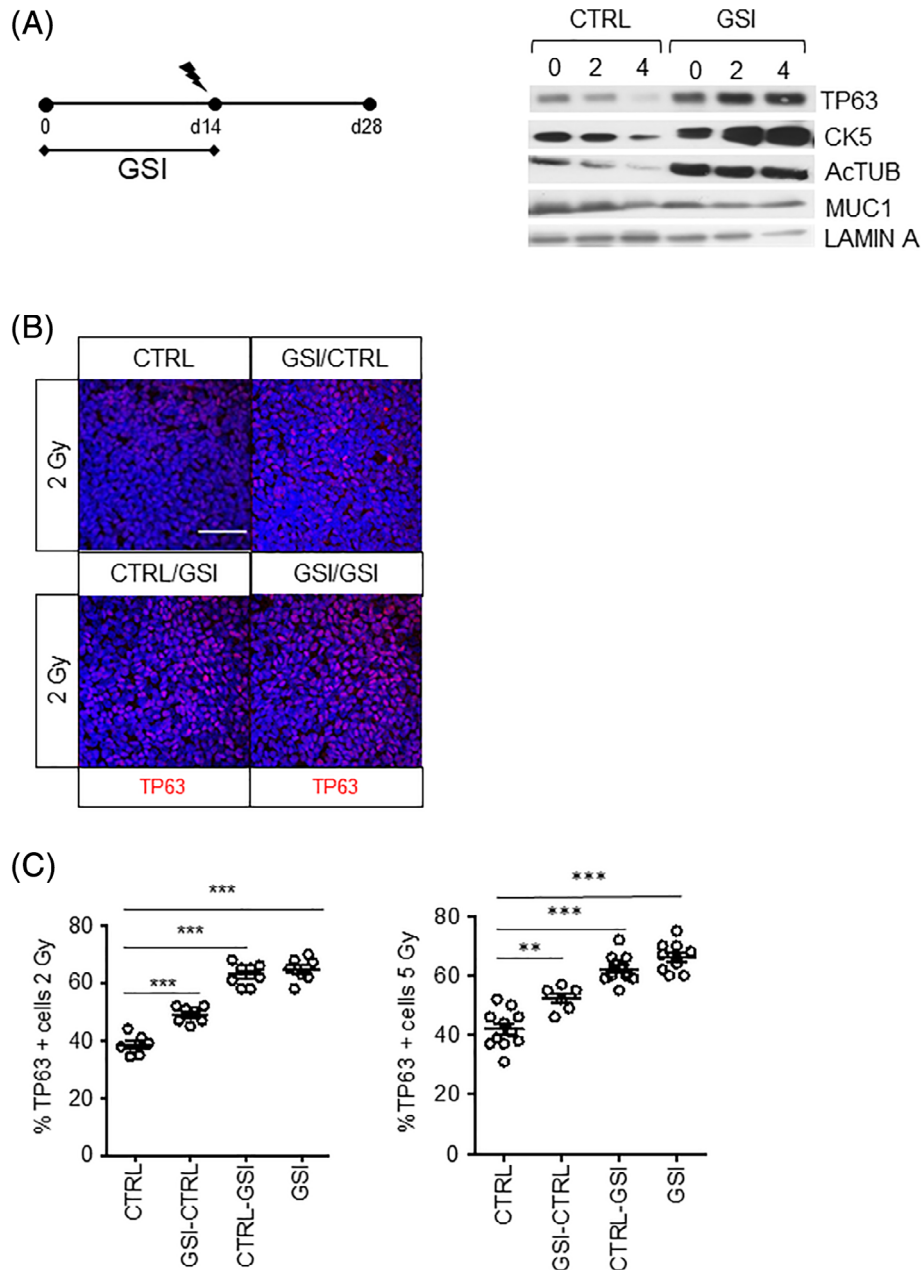 (A)
0
d14
d28
GSI
CTRL GSI
0 2 4 0 2 4
TP63
CK5
AcTUB
MUC1
LAMIN A
(B)
CTRL GSI/CTRL
2 Gy
CTRL/GSI GSI/GSI
2 Gy
TP63 TP63
(C)
% TP63 + cells 2 Gy
80
60
40
20
0
***
***
***
CTRL
GSI-CTRL
CTRL-GSI
GSI
% TP63 + cells 5 Gy
80
60
40
20
0
***
***
**
CTRL
GSI-CTRL
CTRL-GSI
GSI